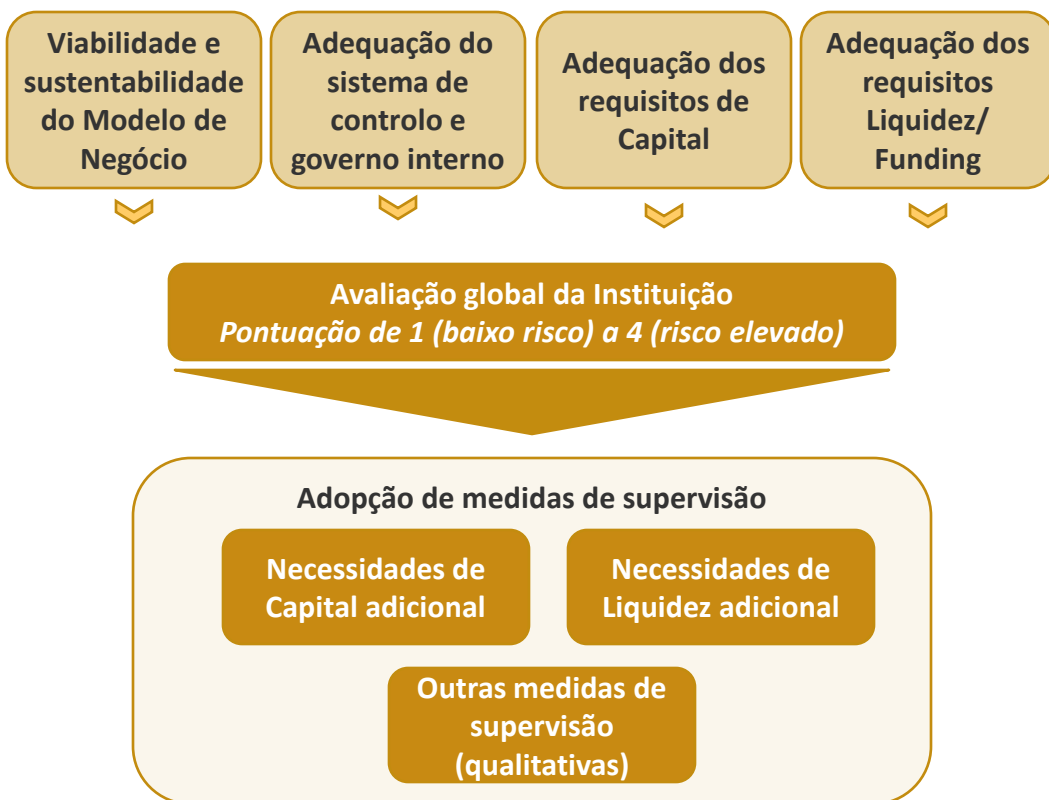 Viabilidade e
sustentabilidade
do Modelo de
Negócio
Adequação do
sistema de
controlo e
governo interno
Adequação dos
requisitos de
Capital
Adequação dos
requisitos
Liquidez/
Funding
Avaliação global da Instituição
Pontuação de 1 (baixo risco) a 4 (risco elevado)
Adopção de medidas de supervisão
Necessidades de
Capital adicional
Necessidades de
Liquidez adicional
Outras medidas de
supervisão
(qualitativas)